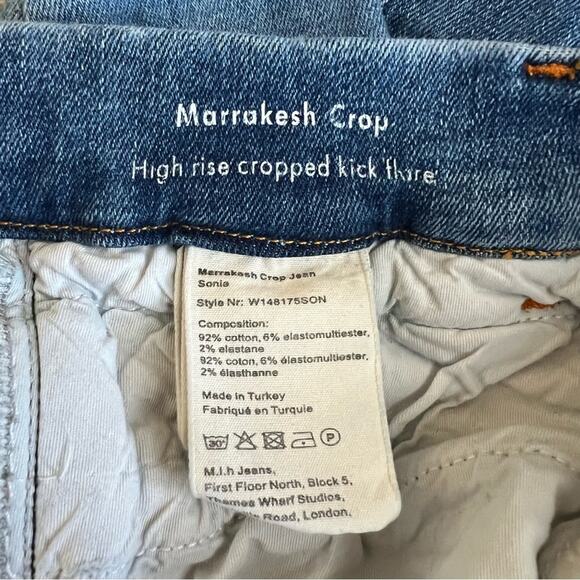 Marrakesh Crop
High rise cropped kick flare
Marrakesh Crop Jean
Sonia
Style Nr: W148175SON
Composition:
92% cotton, 6% elastomultiester,
2% elastane
92% coton, 6% élastomultiester,
2% élasthanne
Made in Turkey
Fabriqué en Turquie
30°
P
M.i.h Jeans,
First Floor North, Block 5,
Thames Wharf Studios,
Road, London.